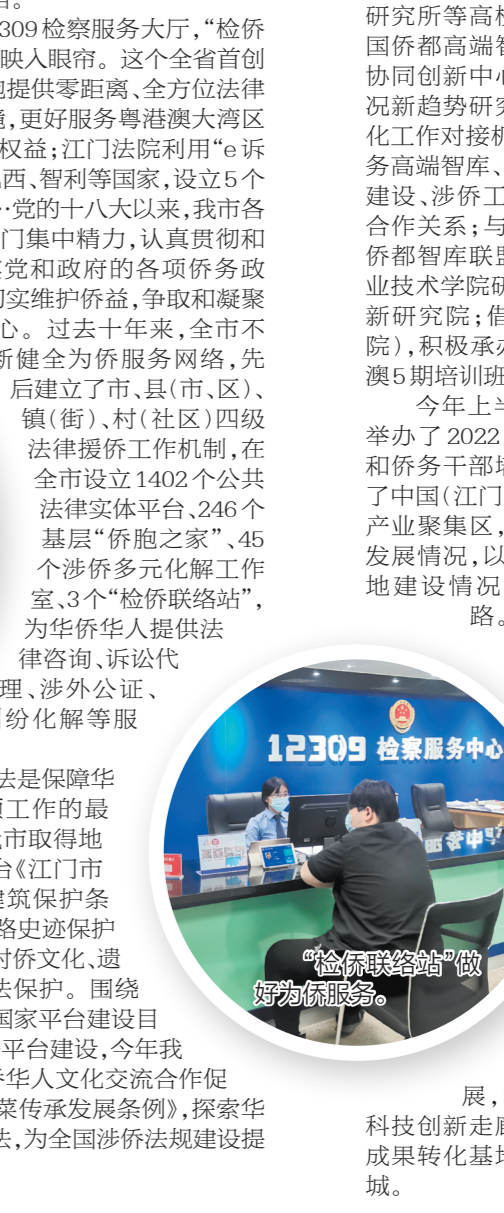 309检察服务大厅，“检侨
映入眼帘。这个全省首创
提供零距离、全方位法律
，更好服务粤港澳大湾区
权益；江门法院利用“e诉
西、智利等国家，设立5个
…党的十八大以来，我市各
门集中精力，认真贯彻和
党和政府的各项侨务政
实维护侨益，争取和凝聚
心。过去十年来，全市不
新健全为侨服务网络，先
后建立了市、县（市、区）、
镇（街）、村（社区）四级
法律援侨工作机制，在
全市设立1402个公共
法律实体平台、246个
基层“侨胞之家”、45
个涉侨多元化解工作
室、3个“检侨联络站”，
为华侨华人提供法
律咨询、诉讼代
理、涉外公证、
纠纷化解等服
法是保障华
工作的最
市取得地
台《江门市
建筑保护条
路史迹保护
对侨文化、遗
法保护。围绕
国家平台建设目
平台建设，今年我
华人文化交流合作促
菜传承发展条例》，探索华
法，为全国涉侨法规建设提
研究所等高校
国侨都高端智
协同创新中心
况新趋势研究
化工作对接机
务高端智库、
建设、涉侨工
合作关系；与
侨都智库联盟
业技术学院研
新研究院；借
院），积极承办
澳5期培训班
今年上半
举办了2022
和侨务干部培
了中国（江门
产业聚集区，
发展情况，以
地建设情况
路。
12309 检察服务中心
“检侨联络站”做
好为侨服务。
展，
科技创新走廊
成果转化基地
城。